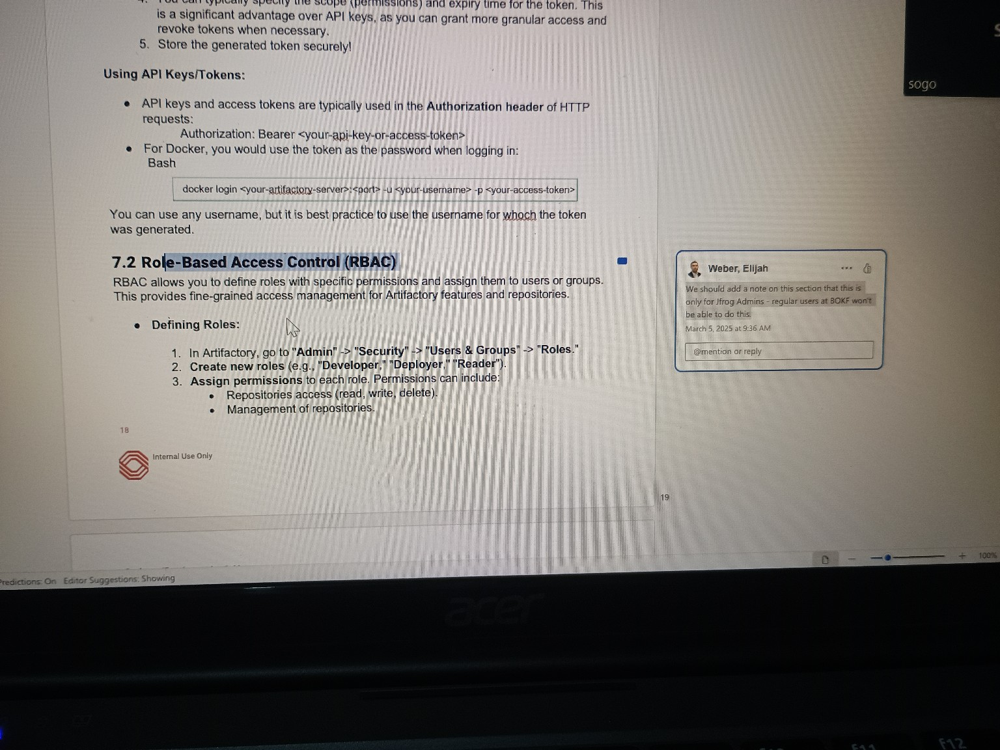 4. You can typically specify the scope (permissions) and expiry time for the token. This
is a significant advantage over API keys, as you can grant more granular access and
revoke tokens when necessary.
5. Store the generated token securely!
Using API Keys/Tokens:
• API keys and access tokens are typically used in the Authorization header of HTTP
requests:
Authorization: Bearer <your-api-key-or-access-token>
• For Docker, you would use the token as the password when logging in:
Bash
docker login <your-artifactory-server>:<port> -u <your-username> -p <your-access-token>
You can use any username, but it is best practice to use the username for whoch the token
was generated.
7.2 Role-Based Access Control (RBAC)
RBAC allows you to define roles with specific permissions and assign them to users or groups.
This provides fine-grained access management for Artifactory features and repositories.
• Defining Roles:
1. In Artifactory, go to "Admin" -> "Security" -> "Users & Groups" -> "Roles."
2. Create new roles (e.g., "Developer," "Deployer," "Reader").
3. Assign permissions to each role. Permissions can include:
• Repositories access (read, write, delete).
• Management of repositories.
18
Internal Use Only
19
sogo
Weber, Elijah
We should add a note on this section that this is
only for Jfrog Admins - regular users at BOKF won't
be able to do this.
March 5, 2025 at 9:36 AM
@mention or reply
100%
Predictions: On Editor Suggestions: Showing
acer
F11
F12